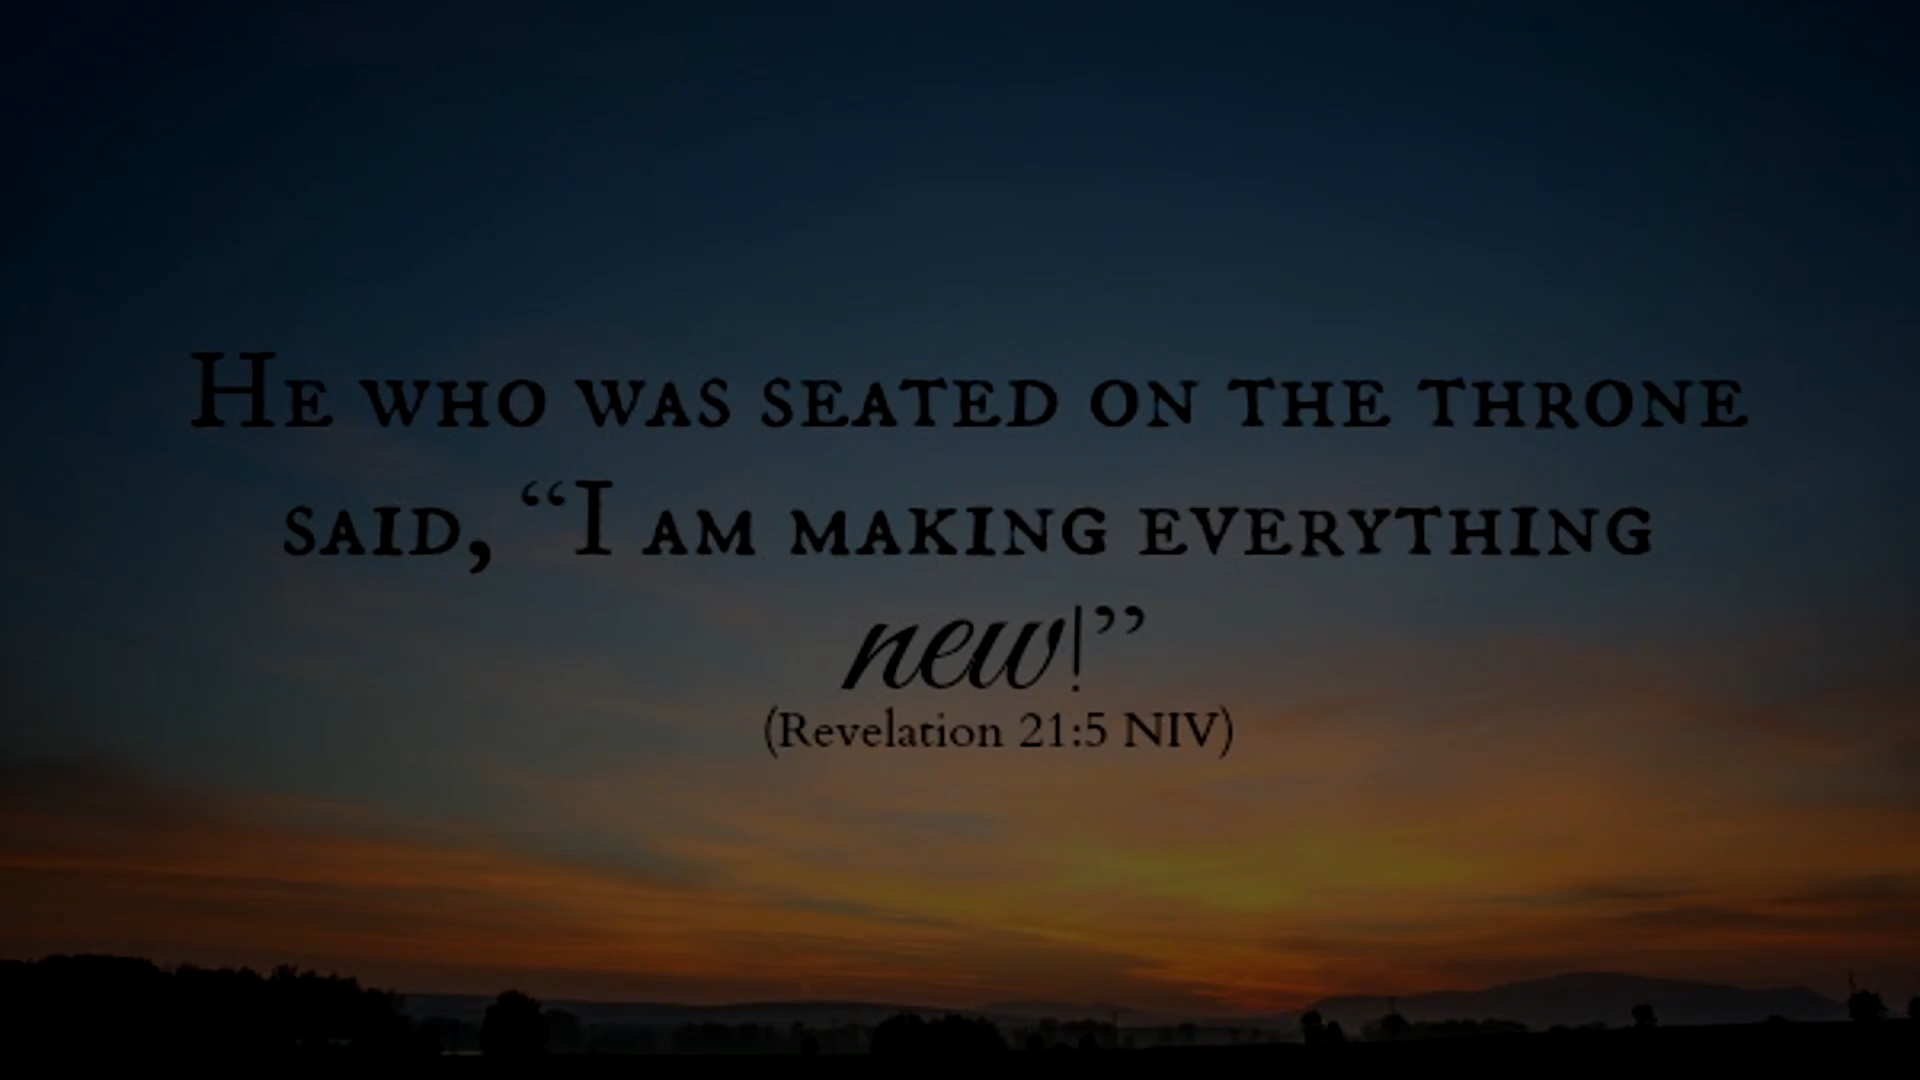 He who was seated on the throne
said, “I am making everything
new!”
(Revelation 21:5 NIV)